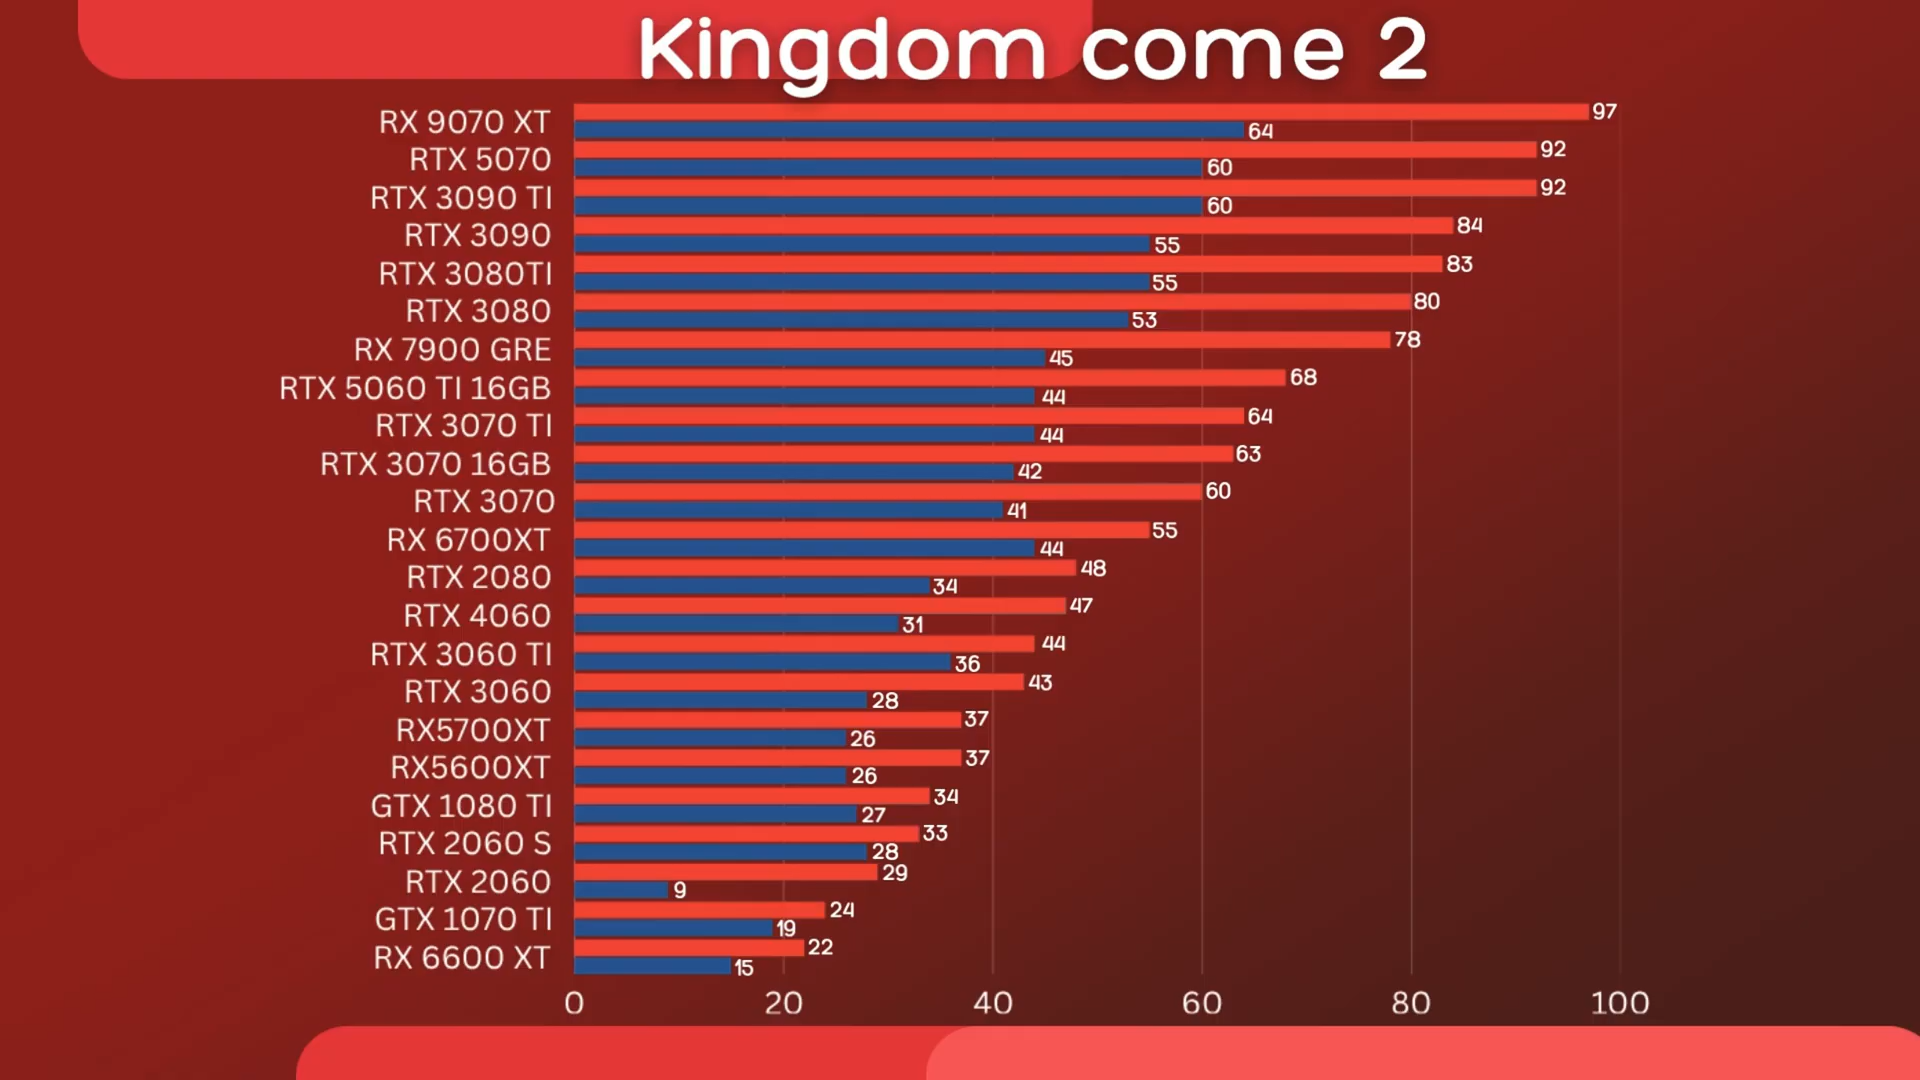 Kingdom come 2
RX 9070 XT 97
64
RTX 5070 92
60
RTX 3090 TI 92
60
RTX 3090 84
55
RTX 3080TI 83
55
RTX 3080 80
53
RX 7900 GRE 78
45
RTX 5060 TI 16GB 68
44
RTX 3070 TI 64
44
RTX 3070 16GB 63
42
RTX 3070 60
41
RX 6700XT 55
44
RTX 2080 48
34
RTX 4060 47
31
RTX 3060 TI 44
36
RTX 3060 43
28
RX5700XT 37
26
RX5600XT 37
26
GTX 1080 TI 34
27
RTX 2060 S 33
28
RTX 2060 29
9
GTX 1070 TI 24
19
RX 6600 XT 22
15
0 20 40 60 80 100